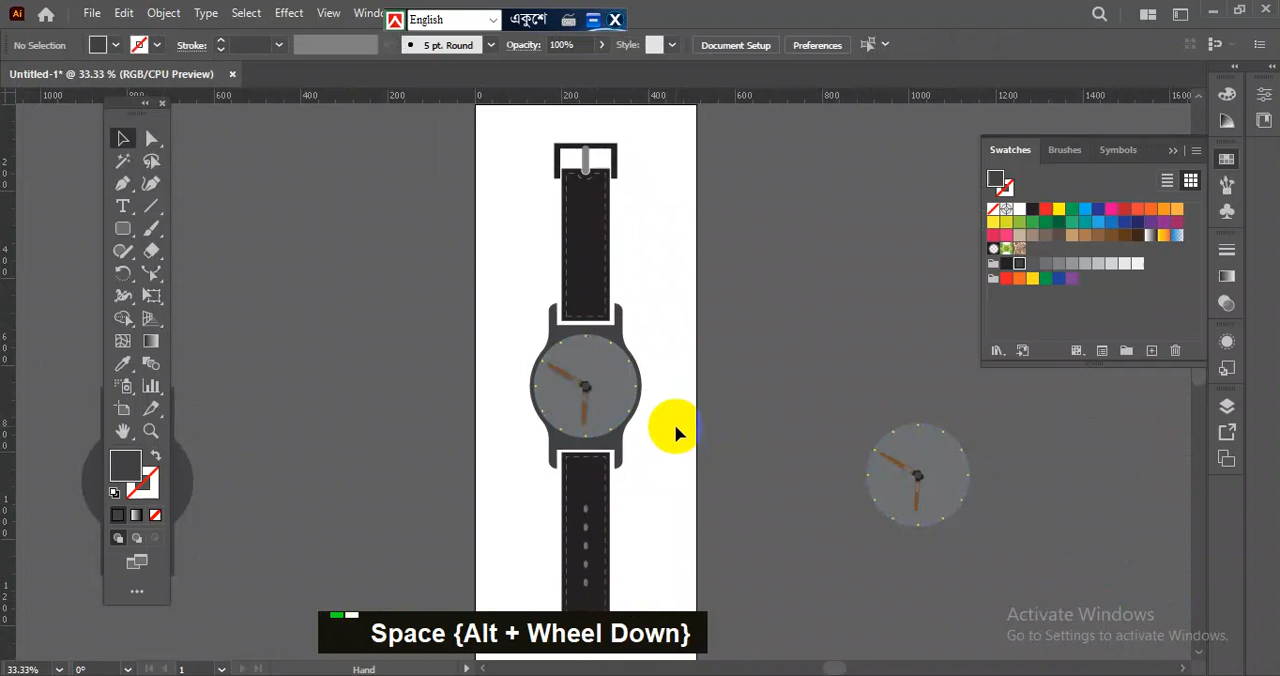 Ai File Edit Object Type Select Effect View Wind
English একুশে X
No Selection Stroke: 5 pt. Round Opacity: 100% Style: Document Setup Preferences
Untitled-1* @ 33.33 % (RGB/CPU Preview) ×
1000 600 400 200 0 200 400 600 800 1000 1200 1400 1600
Swatches Brushes Symbols
Space {Alt + Wheel Down}
Activate Windows
Go to Settings to activate Windows.
33.33% 0° 1 Hand